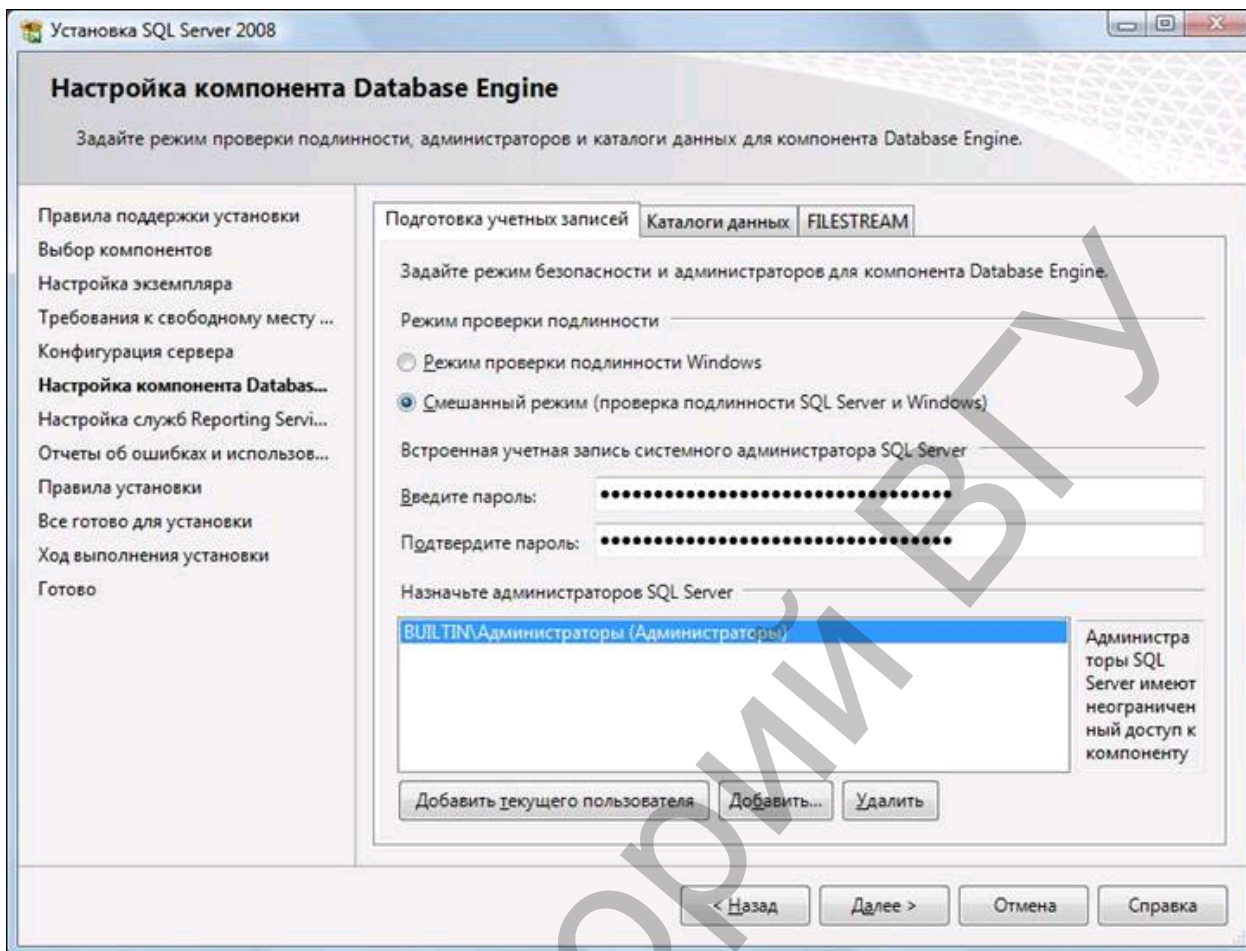 Установка SQL Server 2008
Настройка компонента Database Engine
Задайте режим проверки подлинности, администраторов и каталоги данных для компонента Database Engine.
Правила поддержки установки
Выбор компонентов
Настройка экземпляра
Требования к свободному месту ...
Конфигурация сервера
Настройка компонента Databas...
Настройка служб Reporting Servi...
Отчеты об ошибках и использов...
Правила установки
Все готово для установки
Ход выполнения установки
Готово
Подготовка учетных записей
Каталоги данных
FILESTREAM
Задайте режим безопасности и администраторов для компонента Database Engine.
Режим проверки подлинности
Режим проверки подлинности Windows
Смешанный режим (проверка подлинности SQL Server и Windows)
Встроенная учетная запись системного администратора SQL Server
Введите пароль:
Подтвердите пароль:
Назначьте администраторов SQL Server
BUILTIN\Администраторы (Администраторы)
Администра
торы SQL
Server имеют
неограничен
ный доступ к
компоненту
Добавить текущего пользователя
Добавить...
Удалить
< Назад
Далее >
Отмена
Справка
орий ВГУ